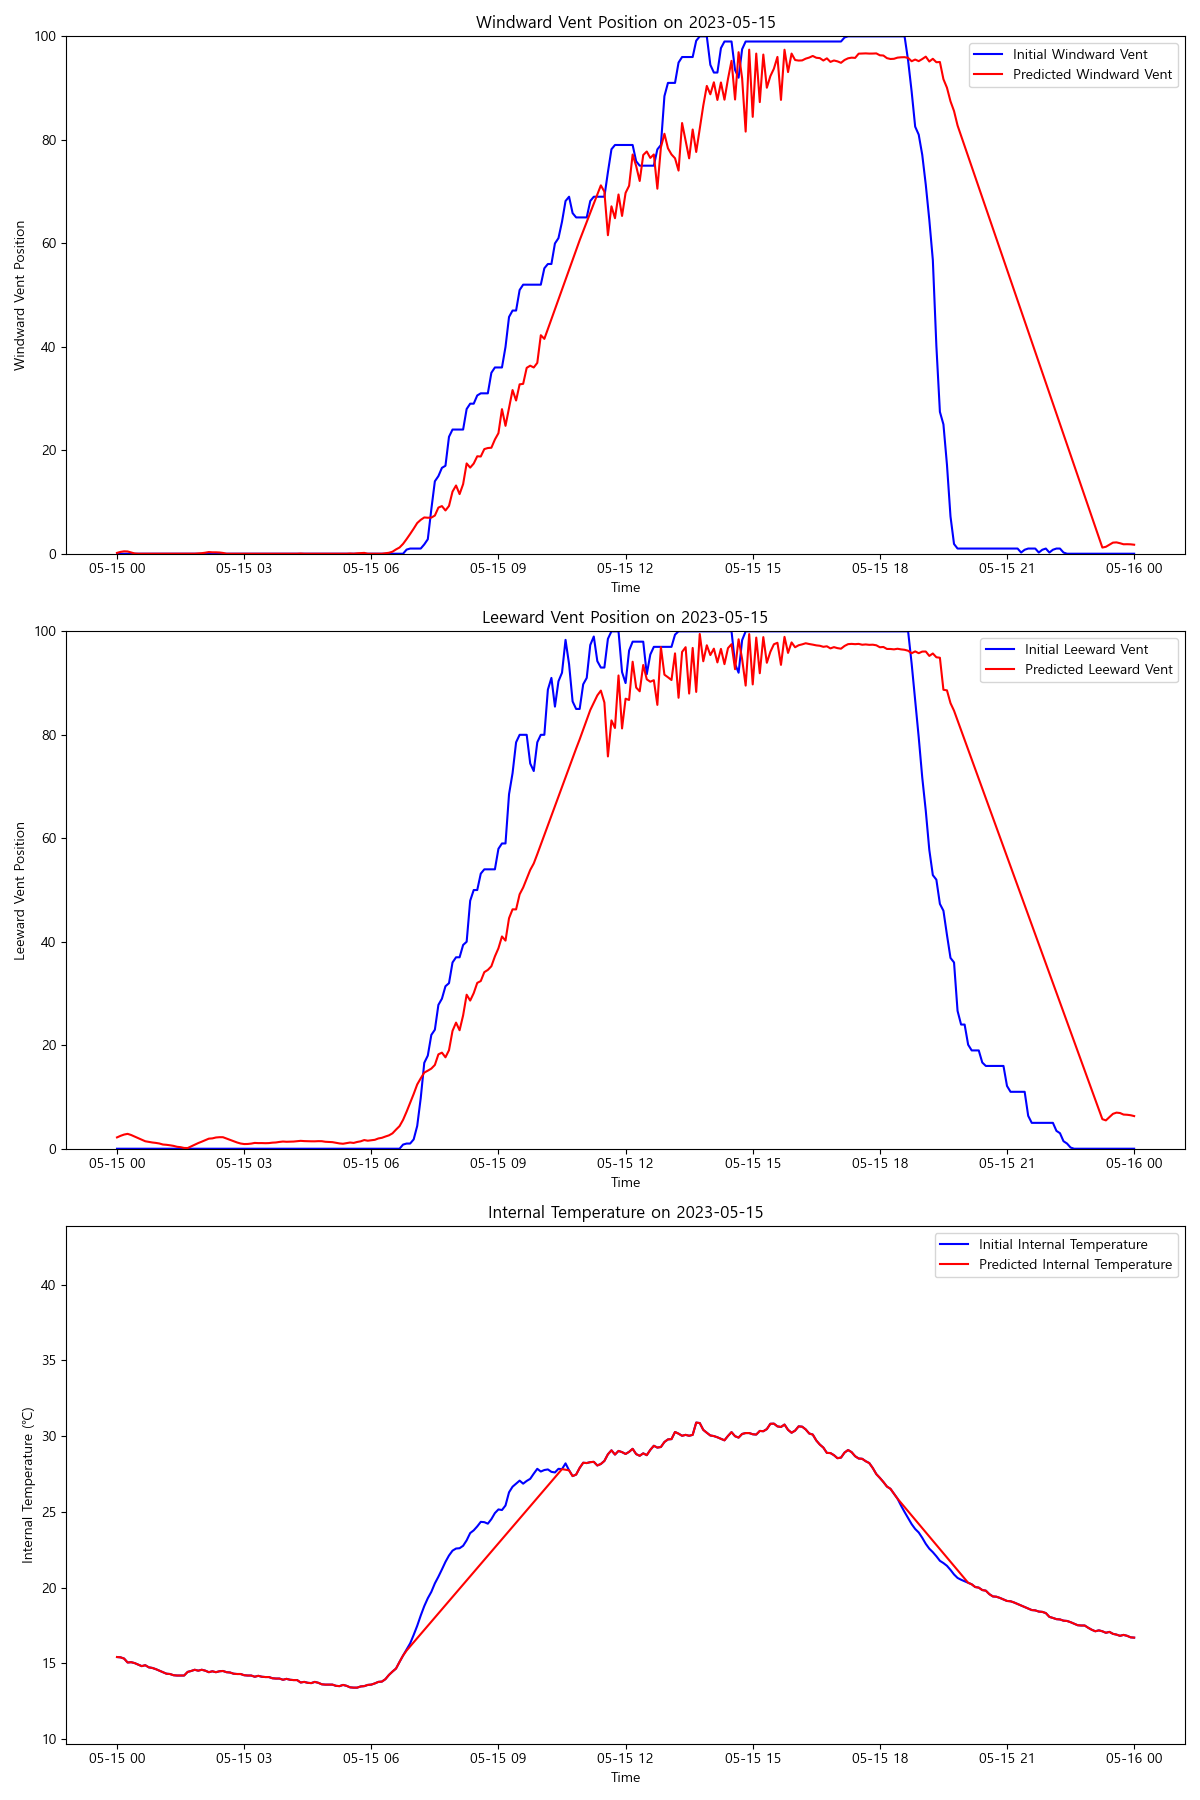 Windward Vent Position on 2023-05-15
Initial Windward Vent
Predicted Windward Vent
Windward Vent Position
100
80
60
40
20
0
05-15 00 05-15 03 05-15 06 05-15 09 05-15 12 05-15 15 05-15 18 05-15 21 05-16 00
Time
Leeward Vent Position on 2023-05-15
Initial Leeward Vent
Predicted Leeward Vent
Leeward Vent Position
100
80
60
40
20
0
05-15 00 05-15 03 05-15 06 05-15 09 05-15 12 05-15 15 05-15 18 05-15 21 05-16 00
Time
Internal Temperature on 2023-05-15
Initial Internal Temperature
Predicted Internal Temperature
Internal Temperature (℃)
40
35
30
25
20
15
10
05-15 00 05-15 03 05-15 06 05-15 09 05-15 12 05-15 15 05-15 18 05-15 21 05-16 00
Time